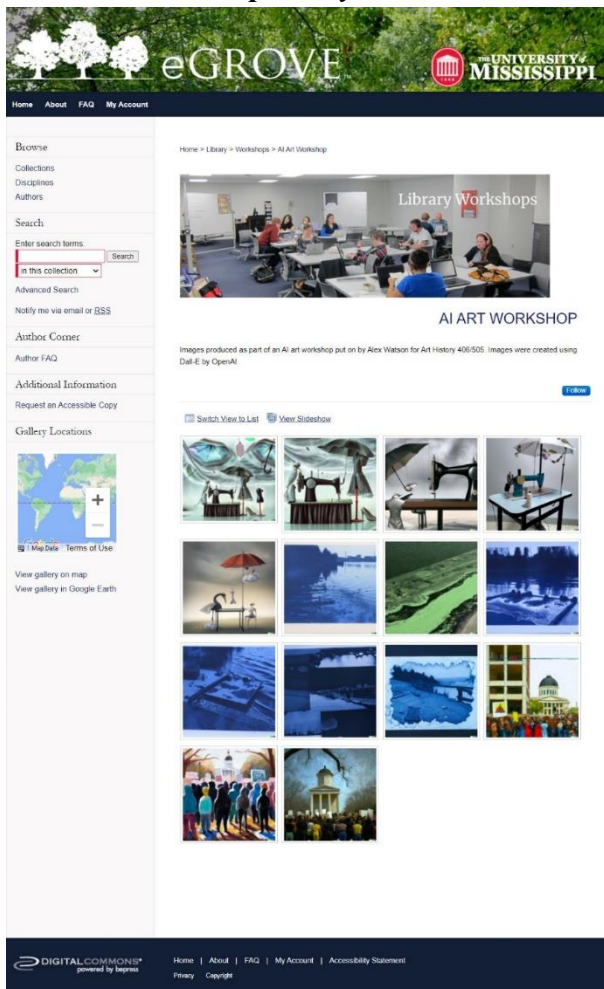 eGROVE
THE UNIVERSITY of
MISSISSIPPI
Home About FAQ My Account
Browse
Collections
Disciplines
Authors
Search
Enter search terms:
Search
in this collection
Advanced Search
Notify me via email or RSS
Author Corner
Author FAQ
Additional Information
Request an Accessible Copy
Gallery Locations
+
Map Data Terms of Use
View gallery on map
View gallery in Google Earth
Home > Library > Workshops > AI Art Workshop
Library Workshops
AI ART WORKSHOP
Images produced as part of an AI art workshop put on by Alex Watson for Art History 406/505. Images were created using
Dall-E by OpenAI
Follow
Switch View to List View Slideshow
DIGITALCOMMONS
powered by bepress
Home | About | FAQ | My Account | Accessibility Statement
Privacy Copyright